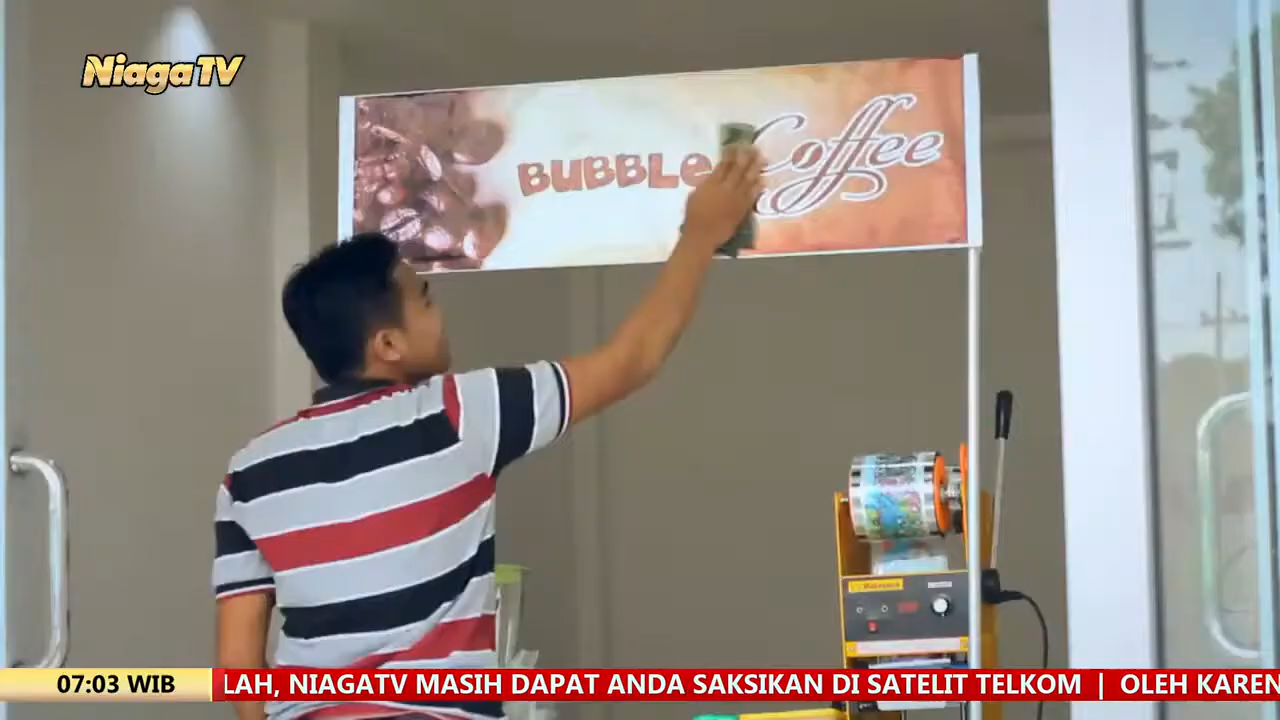 NiagaTV
BUBBLE Coffee
07:03 WIB
LAH, NIAGATV MASIH DAPAT ANDA SAKSIKAN DI SATELIT TELKOM | OLEH KAREN